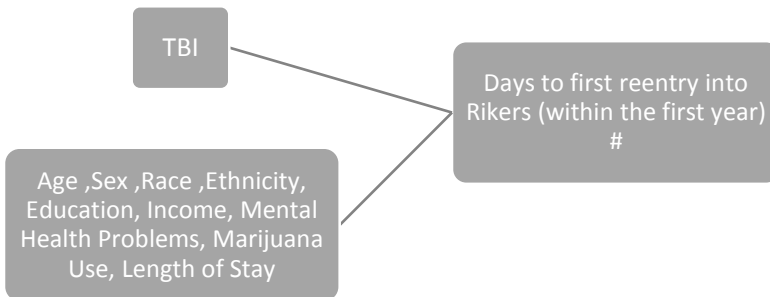 TBI
Days to first reentry into
Rikers (within the first year)
#
Age ,Sex ,Race ,Ethnicity,
Education, Income, Mental
Health Problems, Marijuana
Use, Length of Stay